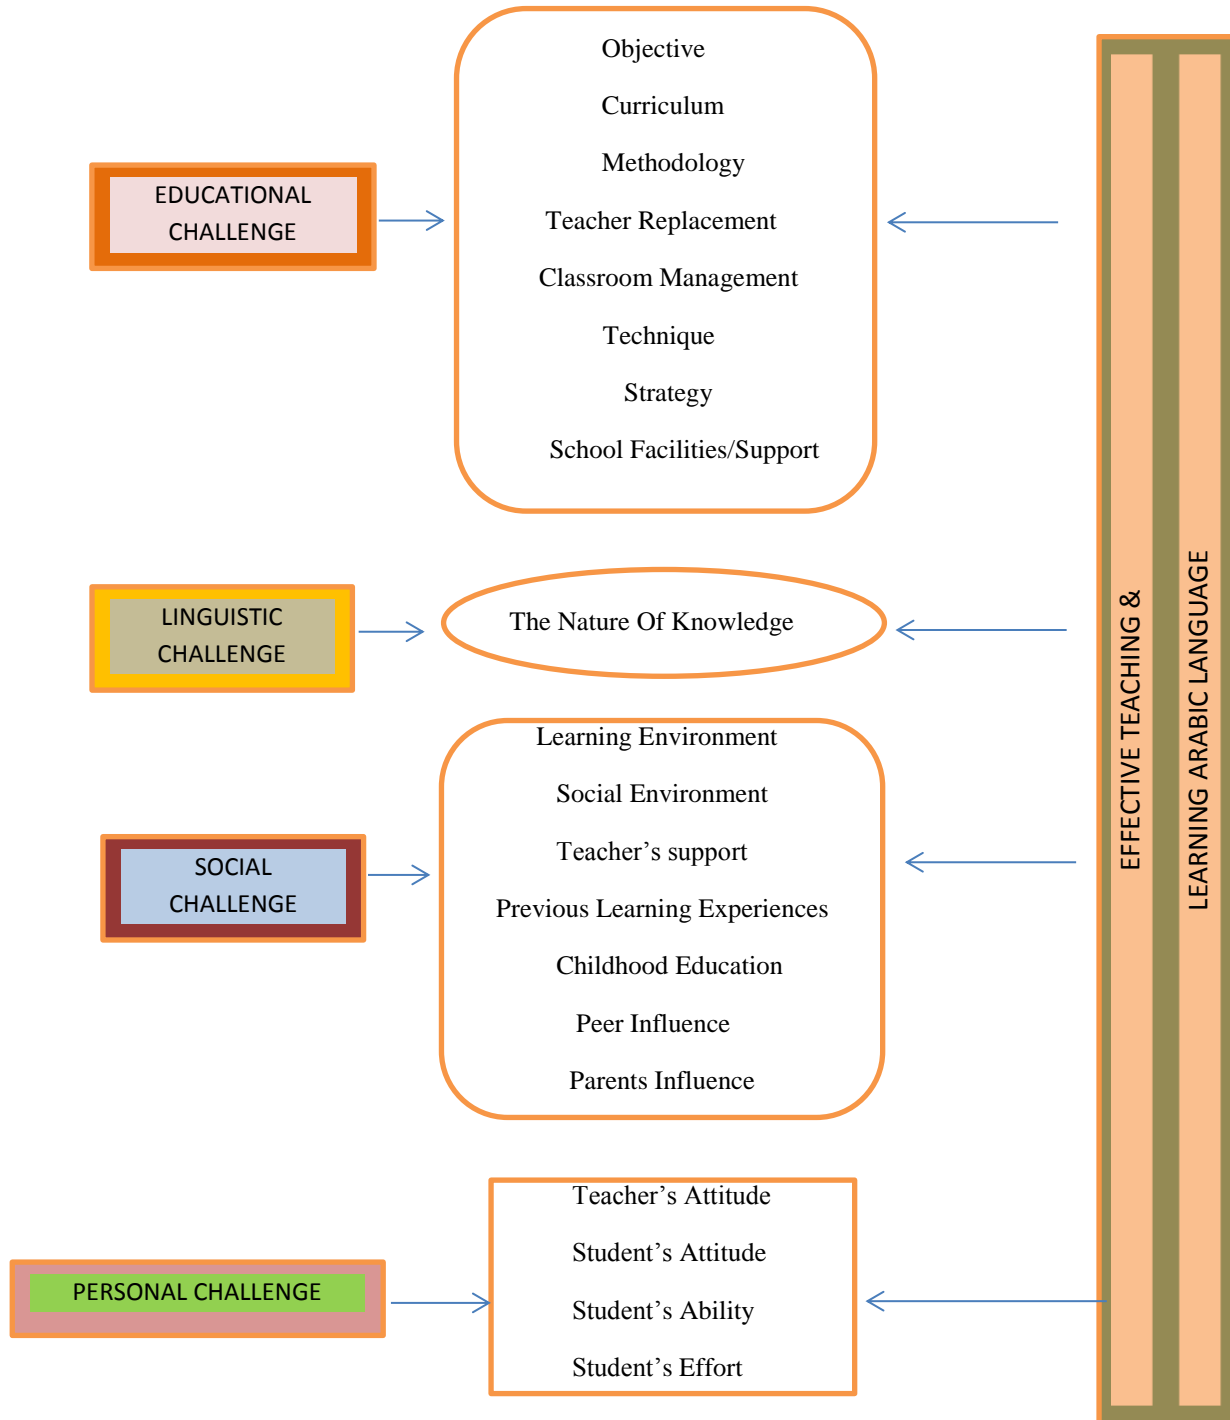 EDUCATIONAL
CHALLENGE
Objective
Curriculum
Methodology
Teacher Replacement
Classroom Management
Technique
Strategy
School Facilities/Support
LINGUISTIC
CHALLENGE
The Nature Of Knowledge
SOCIAL
CHALLENGE
Learning Environment
Social Environment
Teacher’s support
Previous Learning Experiences
Childhood Education
Peer Influence
Parents Influence
PERSONAL CHALLENGE
Teacher’s Attitude
Student’s Attitude
Student’s Ability
Student’s Effort
EFFECTIVE TEACHING &
LEARNING ARABIC LANGUAGE